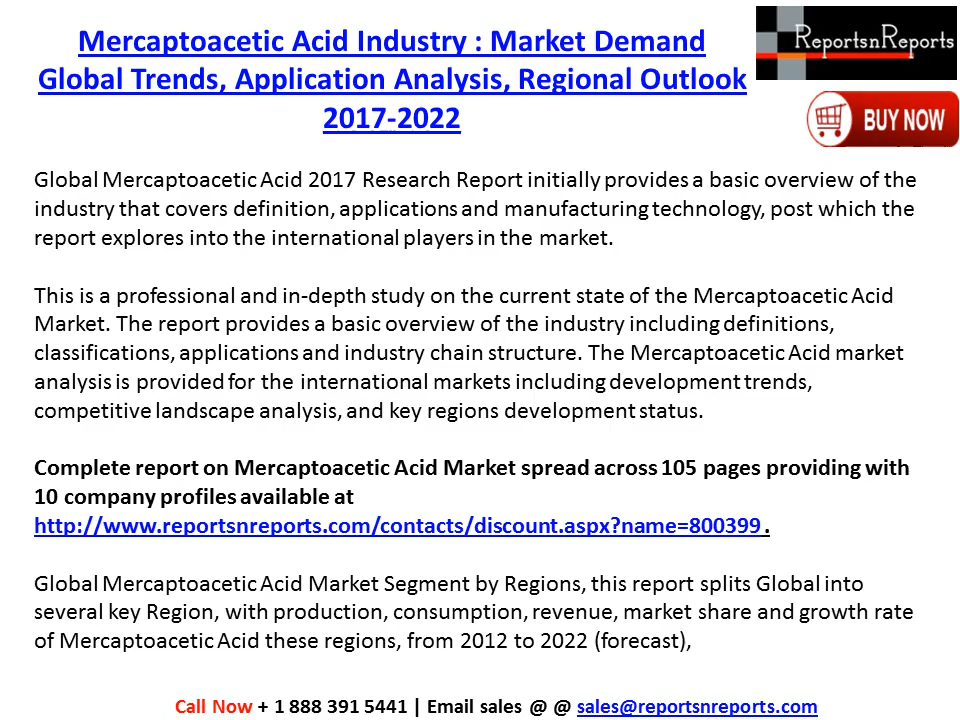 Mercaptoacetic Acid Industry : Market Demand
Global Trends, Application Analysis, Regional Outlook
2017-2022
ReportsnReports
BUY NOW
Global Mercaptoacetic Acid 2017 Research Report initially provides a basic overview of the
industry that covers definition, applications and manufacturing technology, post which the
report explores into the international players in the market.
This is a professional and in-depth study on the current state of the Mercaptoacetic Acid
Market. The report provides a basic overview of the industry including definitions,
classifications, applications and industry chain structure. The Mercaptoacetic Acid market
analysis is provided for the international markets including development trends,
competitive landscape analysis, and key regions development status.
Complete report on Mercaptoacetic Acid Market spread across 105 pages providing with
10 company profiles available at
http://www.reportsnreports.com/contacts/discount.aspx?name=800399 .
Global Mercaptoacetic Acid Market Segment by Regions, this report splits Global into
several key Region, with production, consumption, revenue, market share and growth rate
of Mercaptoacetic Acid these regions, from 2012 to 2022 (forecast),
Call Now + 1 888 391 5441 | Email sales @ @ sales@reportsnreports.com